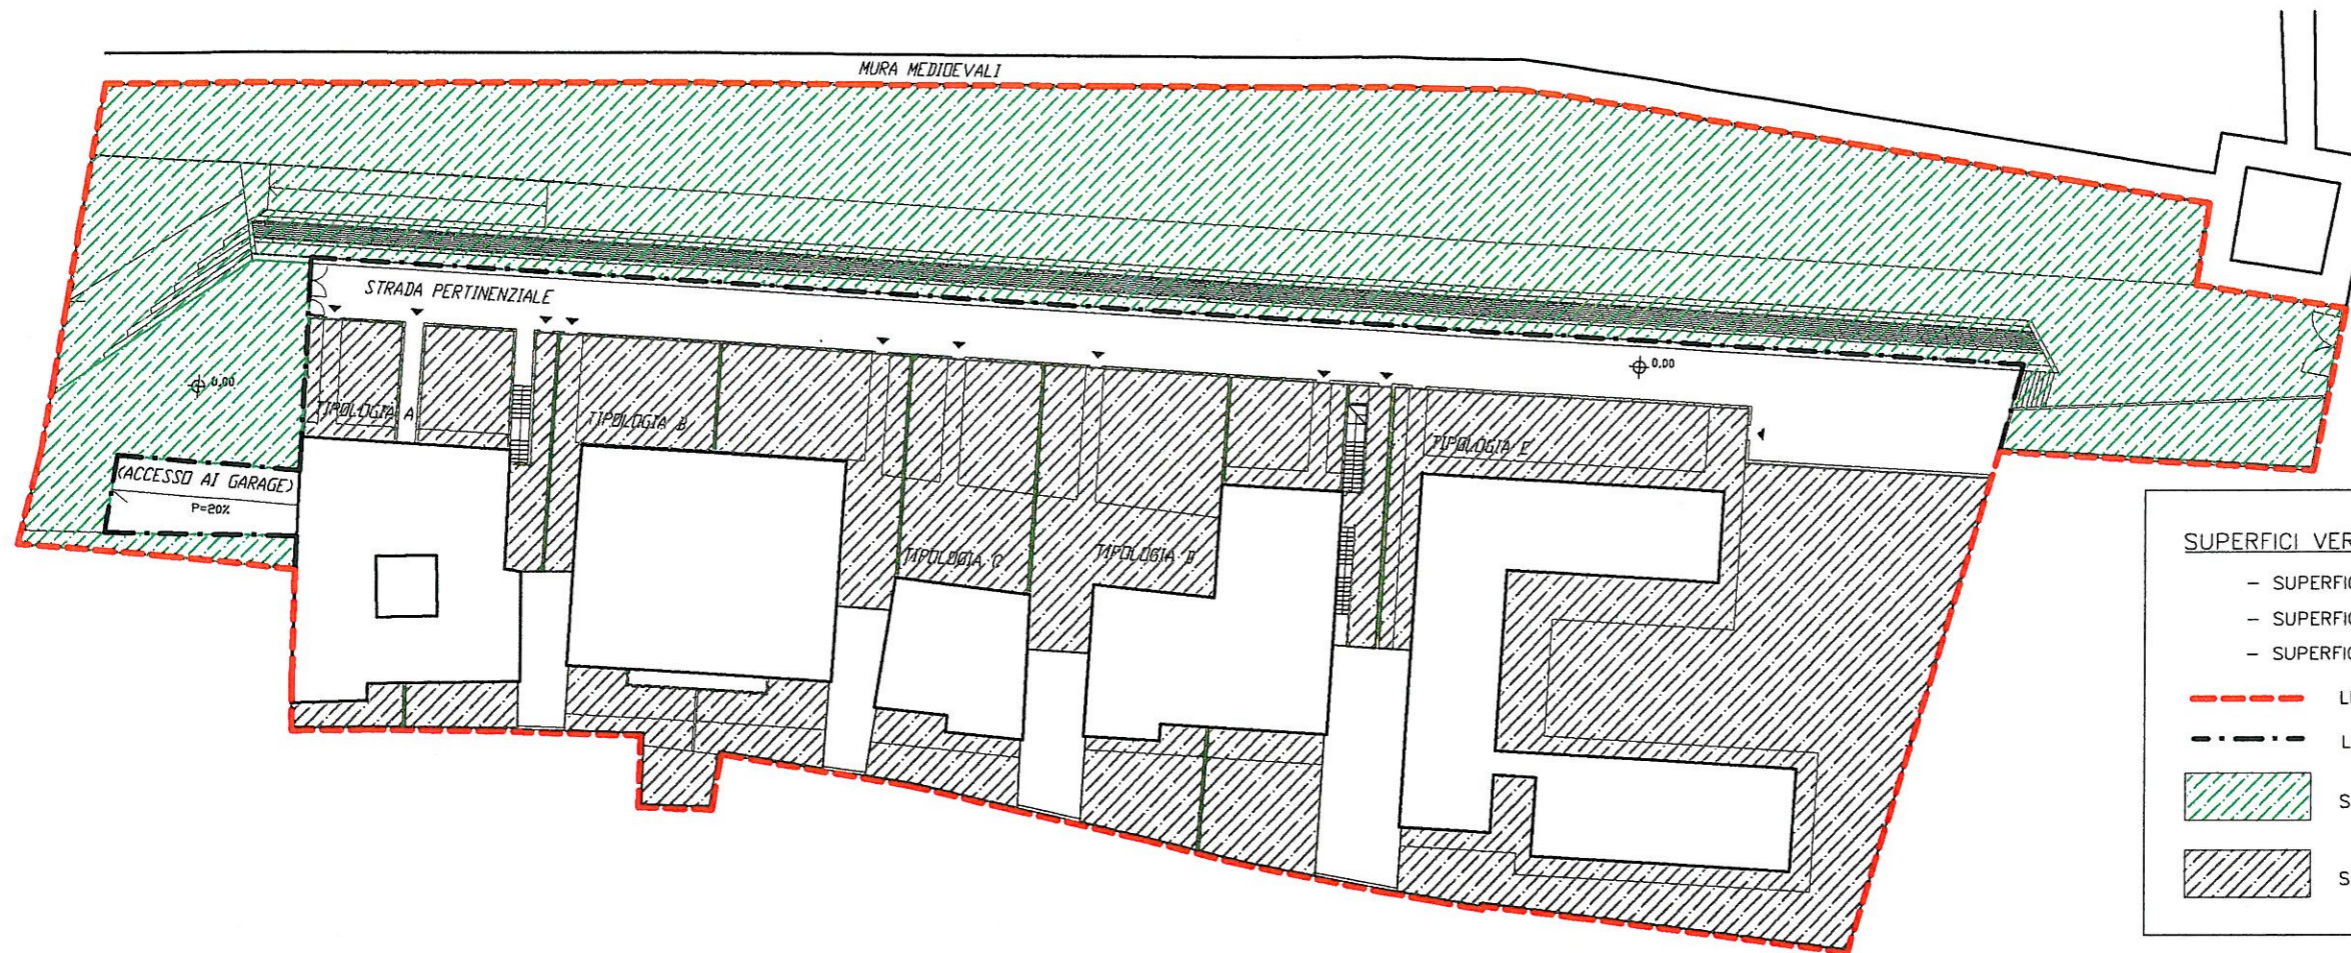 MURA MEDIOEVALI
STRADA PERTINENZIALE
0,00
0,00
TIPOLOGIA A
TIPOLOGIA B
TIPOLOGIA E
(ACCESSO AI GARAGE)
P=20%
TIPOLOGIA C
TIPOLOGIA D
SUPERFICI VER
- SUPERFIC
- SUPERFIC
- SUPERFIC
L
L
S
S